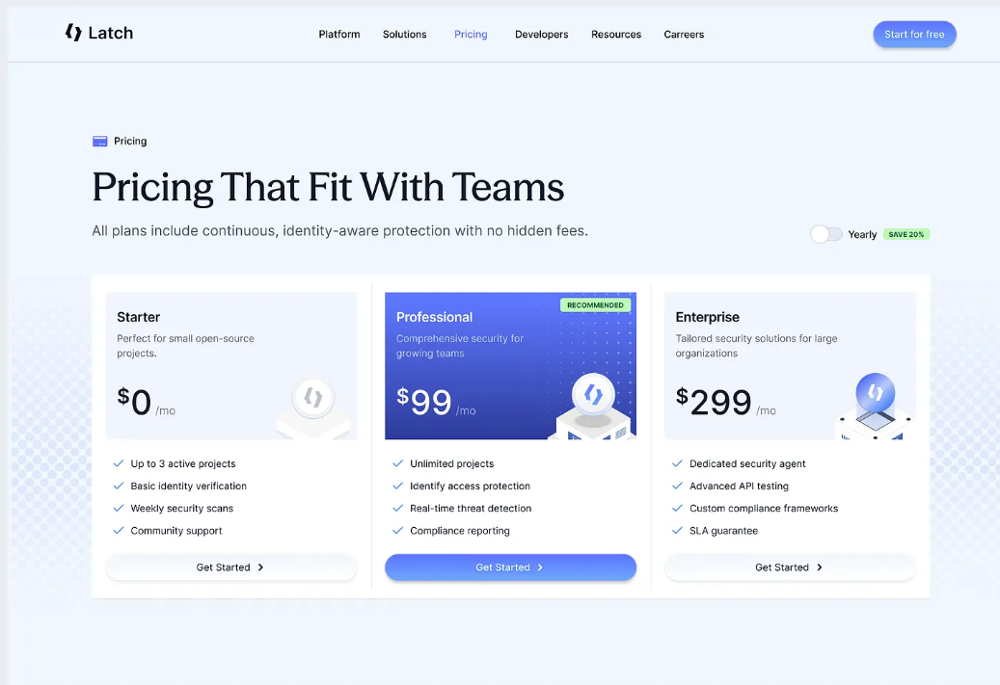 Latch
Platform
Solutions
Pricing
Developers
Resources
Careers
Start for free
Pricing
Pricing That Fit With Teams
All plans include continuous, identity-aware protection with no hidden fees.
Yearly
SAVE 20%
Starter
Perfect for small open-source
projects.
$0 /mo
Up to 3 active projects
Basic identity verification
Weekly security scans
Community support
Get Started
RECOMMENDED
Professional
Comprehensive security for
growing teams
$99 /mo
Unlimited projects
Identify access protection
Real-time threat detection
Compliance reporting
Get Started
Enterprise
Tailored security solutions for large
organizations
$299 /mo
Dedicated security agent
Advanced API testing
Custom compliance frameworks
SLA guarantee
Get Started